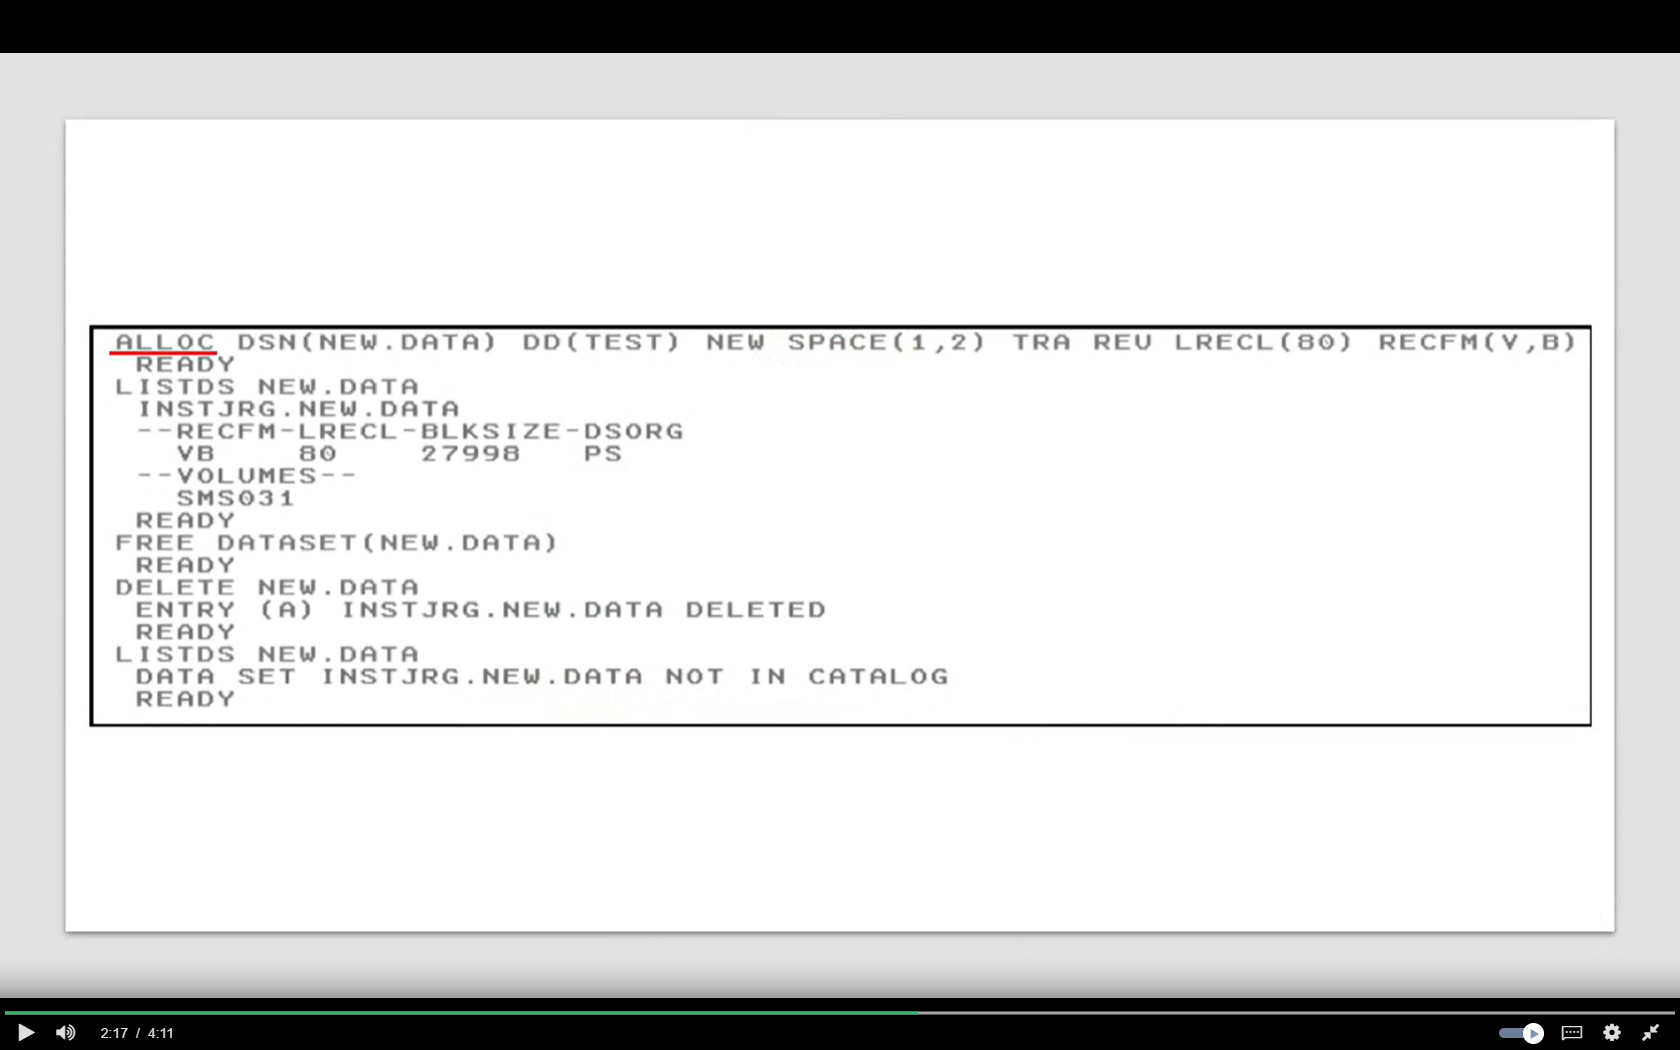 ALLOC DSN(NEW.DATA) DD(TEST) NEW SPACE(1,2) TRA REU LRECL(80) RECFM(V,B)
READY
LISTDS NEW.DATA
INSTJRG.NEW.DATA
--RECFM-LRECL-BLKSIZE-DSORG
VB 80 27998 PS
--VOLUMES--
SMS031
READY
FREE DATASET(NEW.DATA)
READY
DELETE NEW.DATA
ENTRY (A) INSTJRG.NEW.DATA DELETED
READY
LISTDS NEW.DATA
DATA SET INSTJRG.NEW.DATA NOT IN CATALOG
READY
2:17 / 4:11